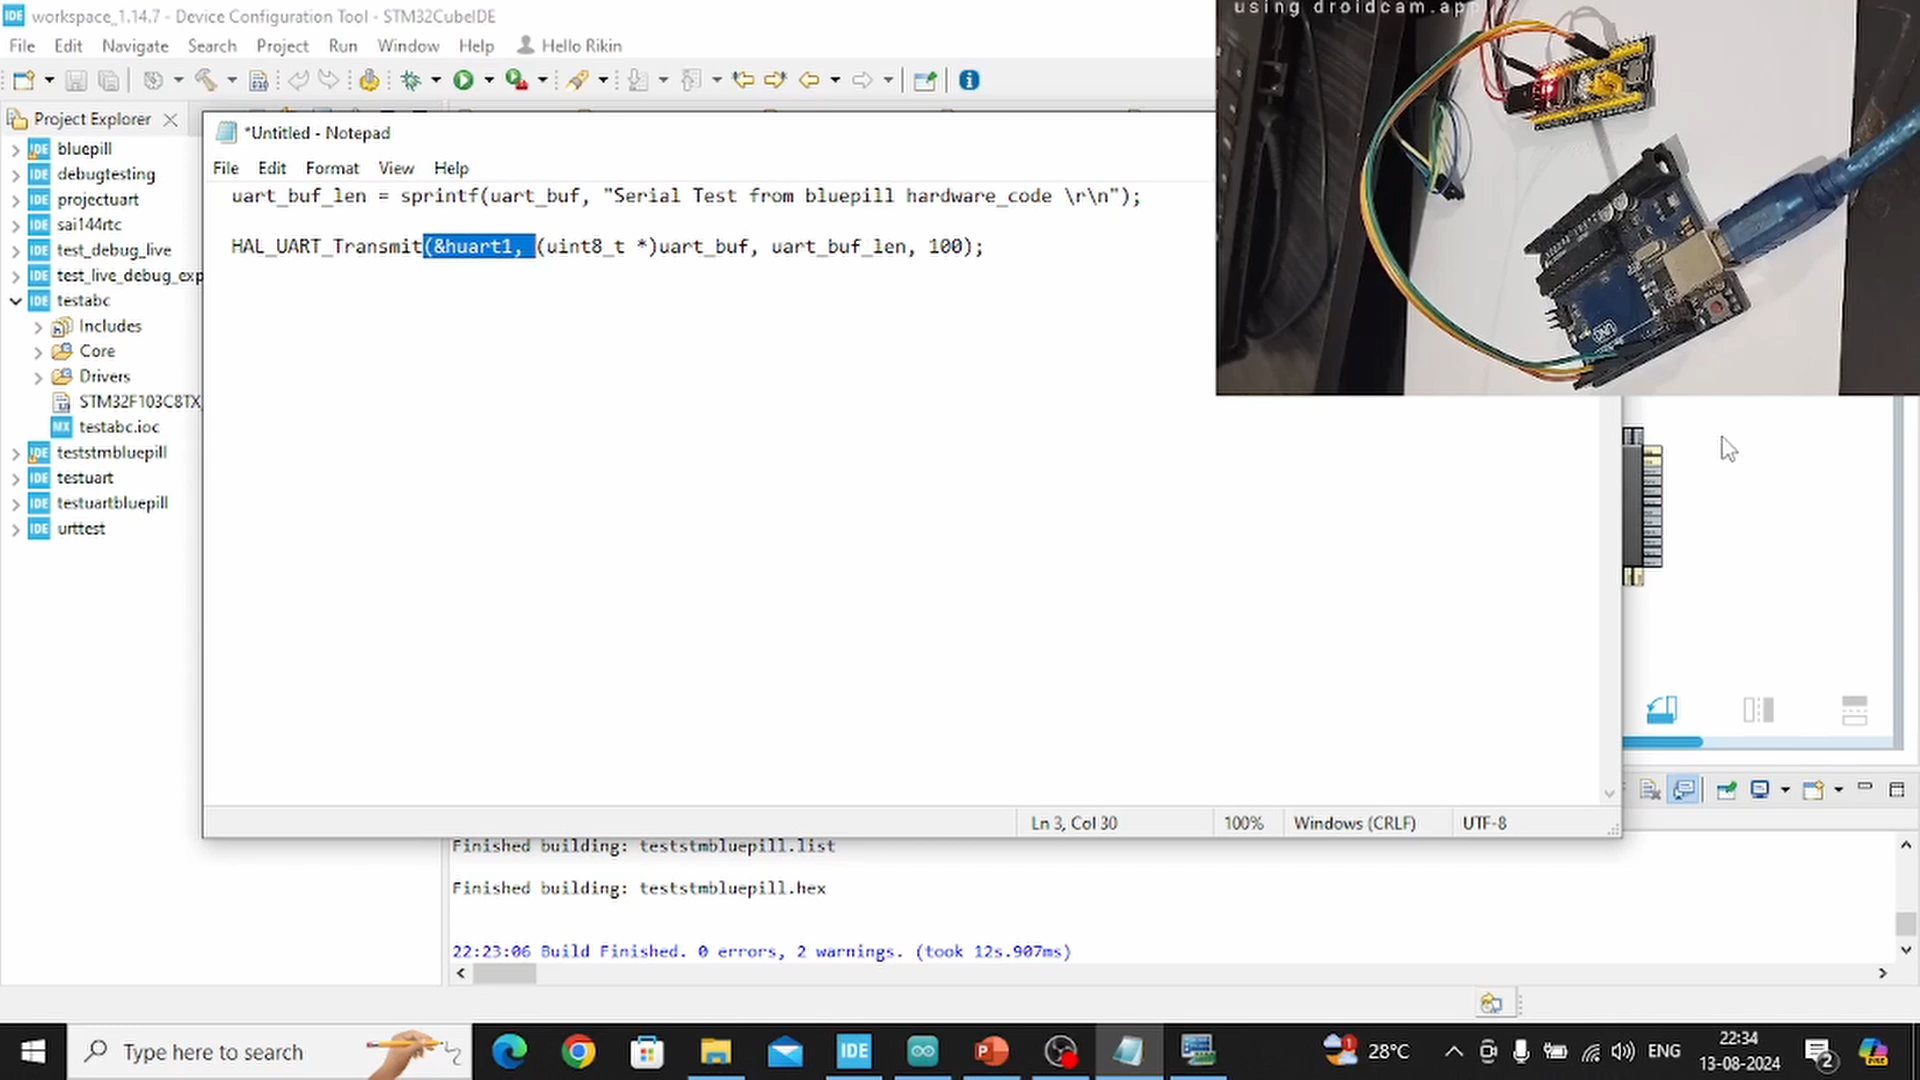 workspace_1.14.7 - Device Configuration Tool - STM32CubeIDE
File Edit Navigate Search Project Run Window Help Hello Rikin
using droidcam.app
Project Explorer
bluepill
debugtesting
projectuart
sai144rtc
test_debug_live
test_live_debug_exp
testabc
Includes
Core
Drivers
STM32F103C8TX
testabc.ioc
teststmbluepill
testuart
testuartbluepill
urttest
*Untitled - Notepad
File Edit Format View Help
uart_buf_len = sprintf(uart_buf, "Serial Test from bluepill hardware_code \r\n");
HAL_UART_Transmit(&huart1, (uint8_t *)uart_buf, uart_buf_len, 100);
Ln 3, Col 30 100% Windows (CRLF) UTF-8
Finished building: teststmbluepill.list
Finished building: teststmbluepill.hex
22:23:06 Build Finished. 0 errors, 2 warnings. (took 12s.907ms)
Type here to search
IDE
28°C
ENG
22:34
13-08-2024
2